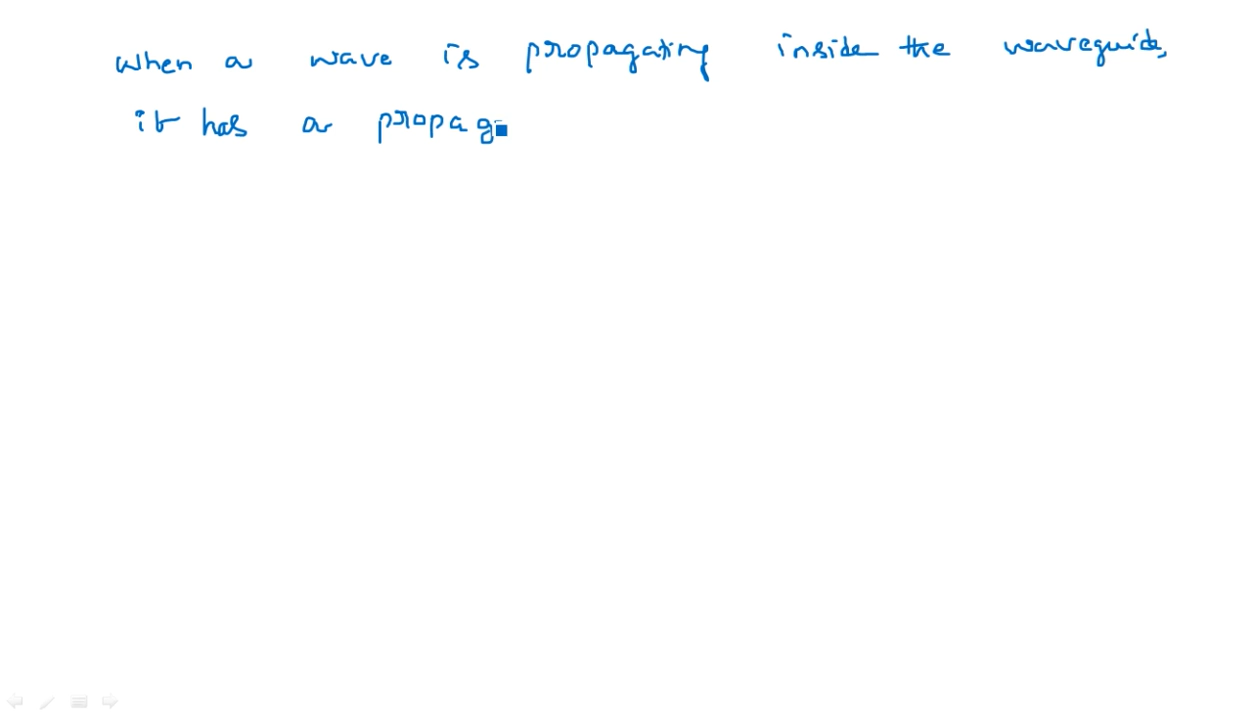 when a wave is propagating inside the waveguide,
it has a propag